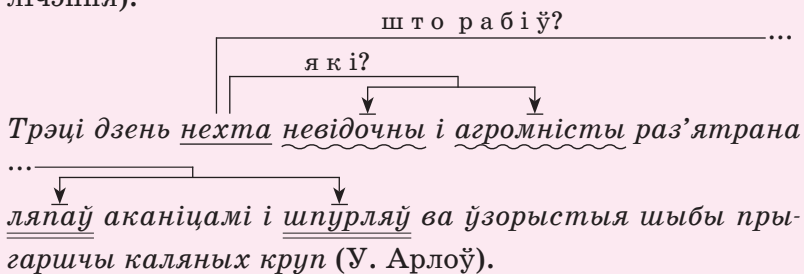 лічэння).
што рабіў?
...
які?
Трэці дзень нехта невідочны і агромністы раз’ятрана
...
ляпаў аканіцамі і шпурляў ва ўзорыстыя шыбы пры-
гаршчы каляных круп (У. Арлоў).